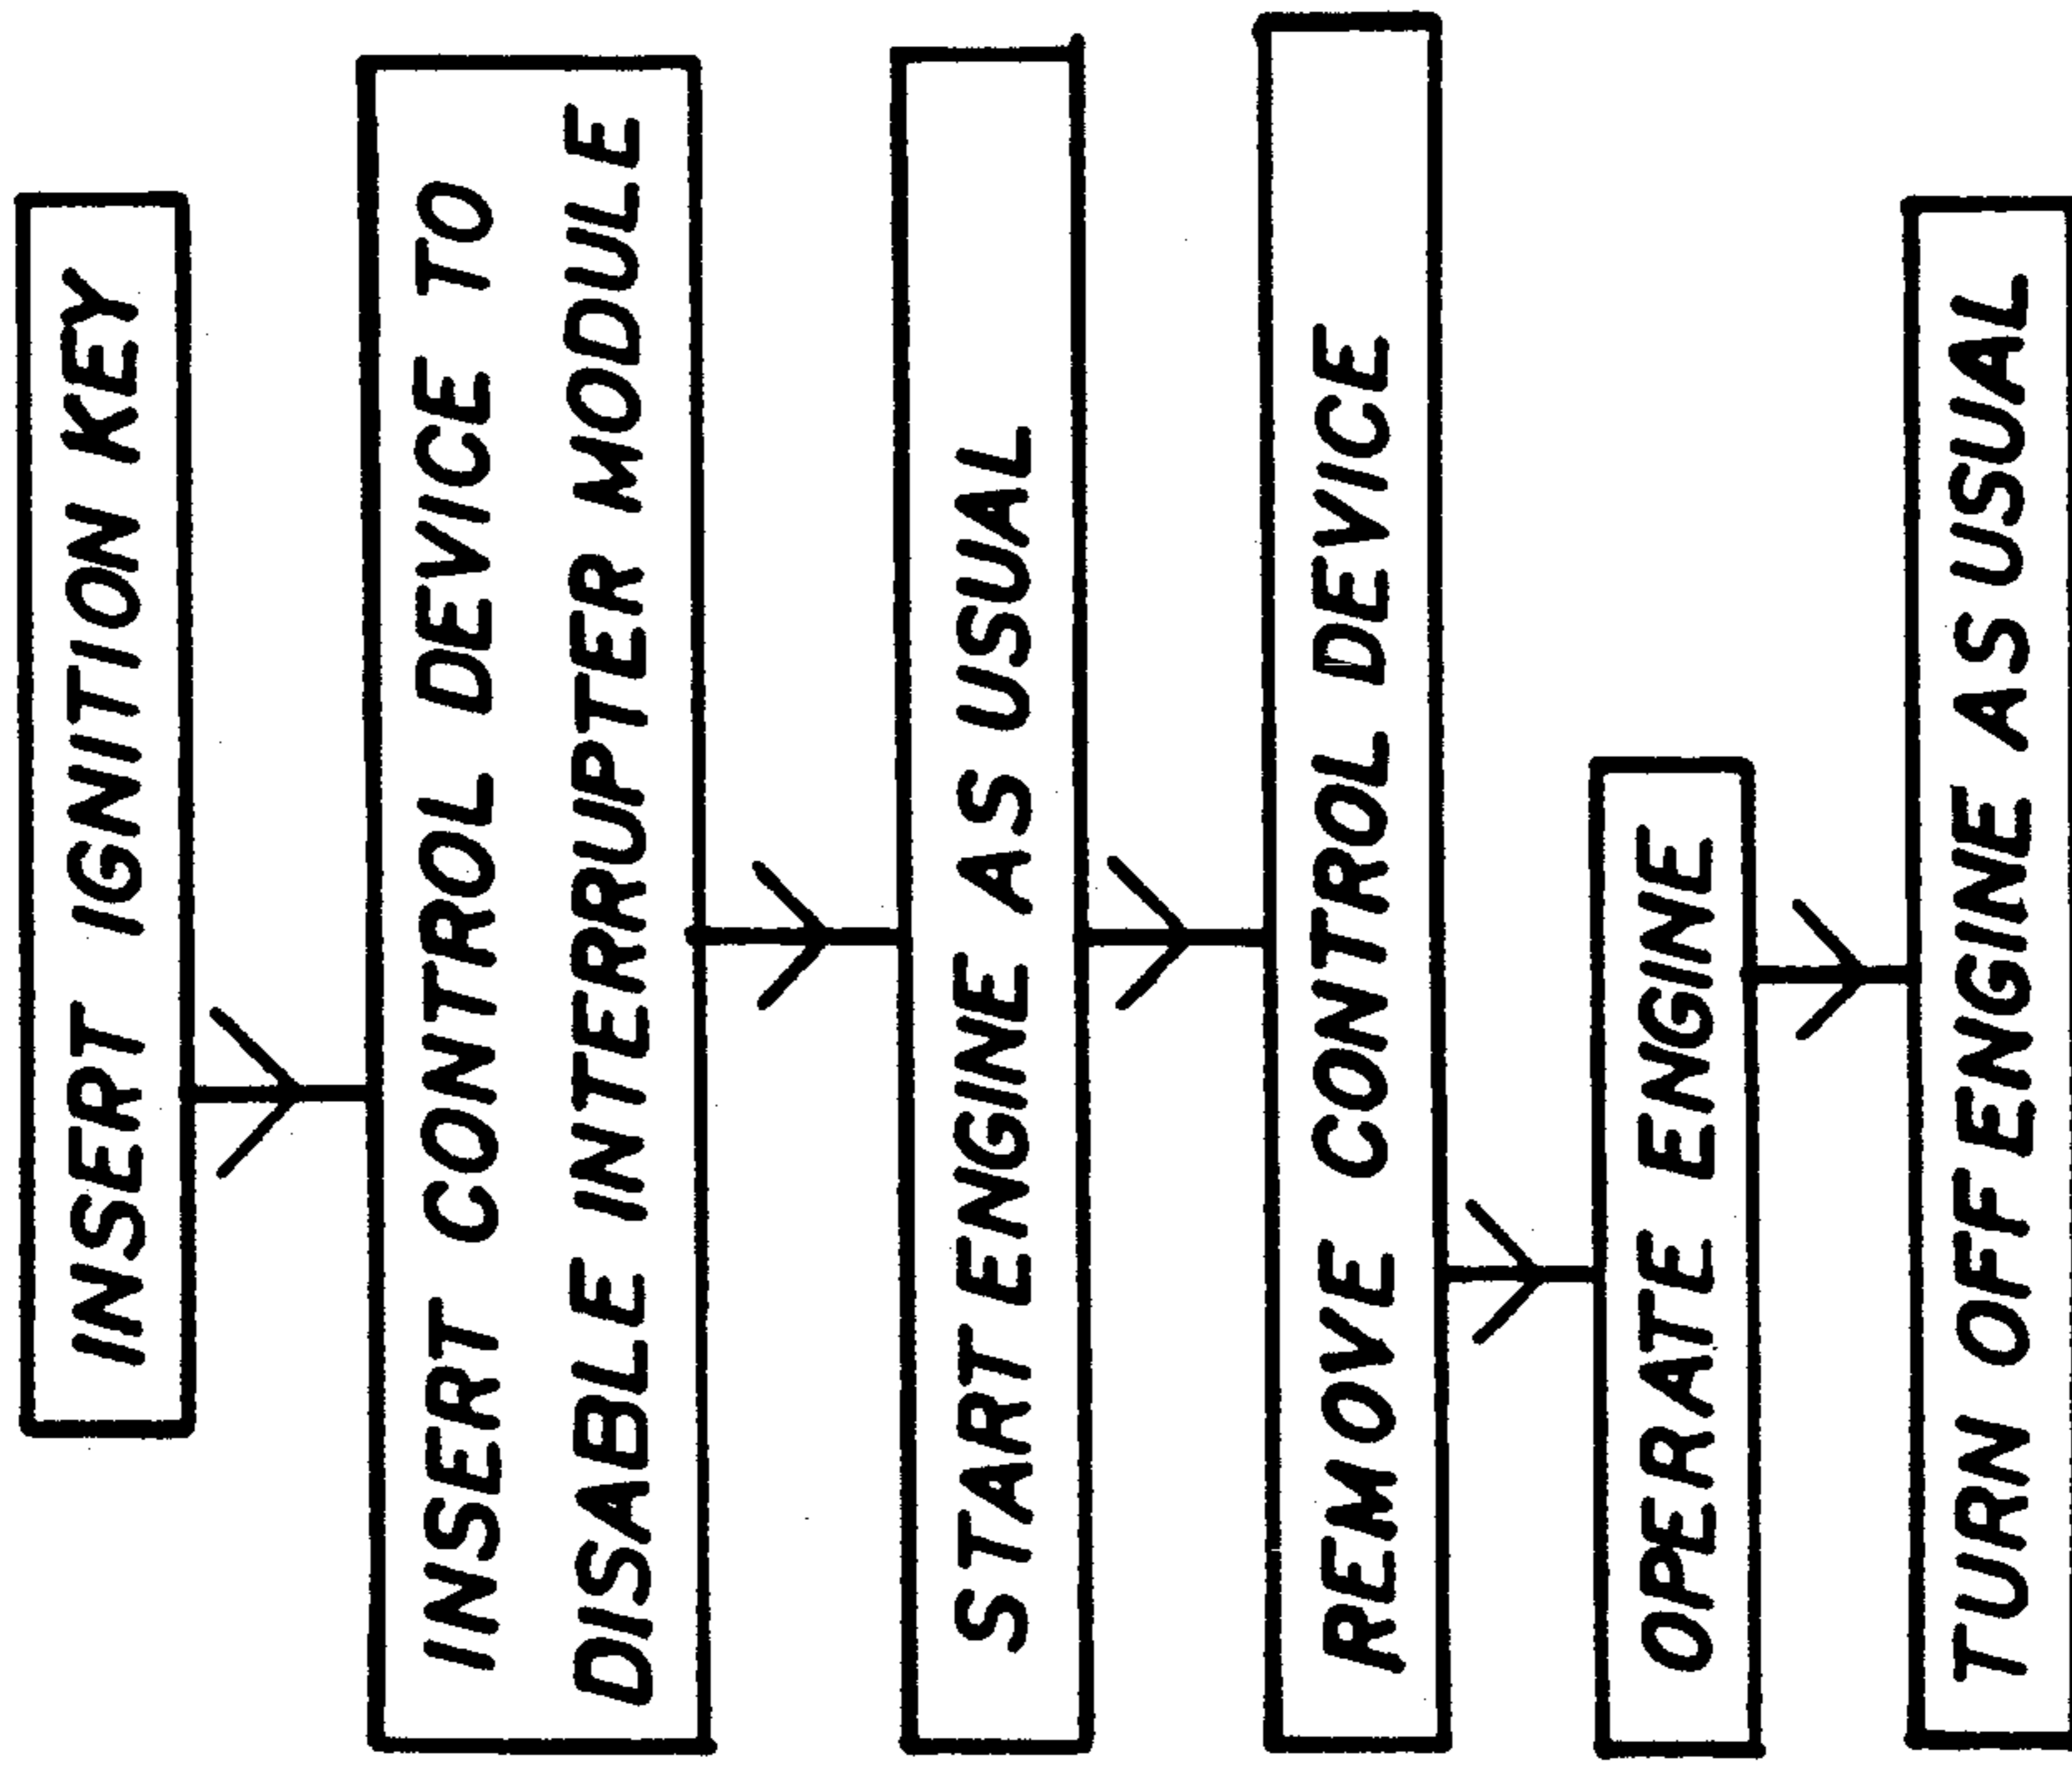 INSERT IGNITION KEY
INSERT CONTROL DEVICE TO
DISABLE INTERRUPTER MODULE
START ENGINE AS USUAL
REMOVE CONTROL DEVICE
OPERATE ENGINE
TURN OFF ENGINE AS USUAL